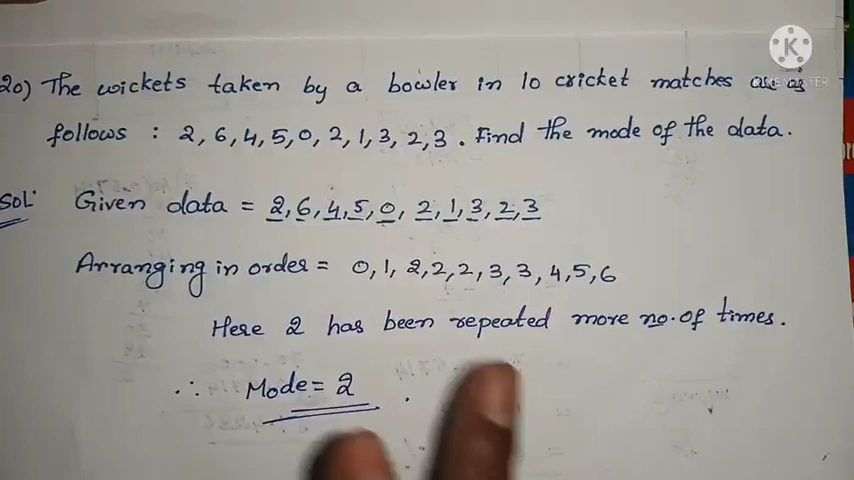 20) The wickets taken by a bowler in 10 cricket matches are as
follows : 2, 6, 4, 5, 0, 2, 1, 3, 2, 3 . Find the mode of the data.
Sol: Given data = 2, 6, 4, 5, 0, 2, 1, 3, 2, 3
Arranging in order = 0, 1, 2, 2, 2, 3, 3, 4, 5, 6
Here 2 has been repeated more no. of times.
∴ Mode = 2
K
KINEMASTER